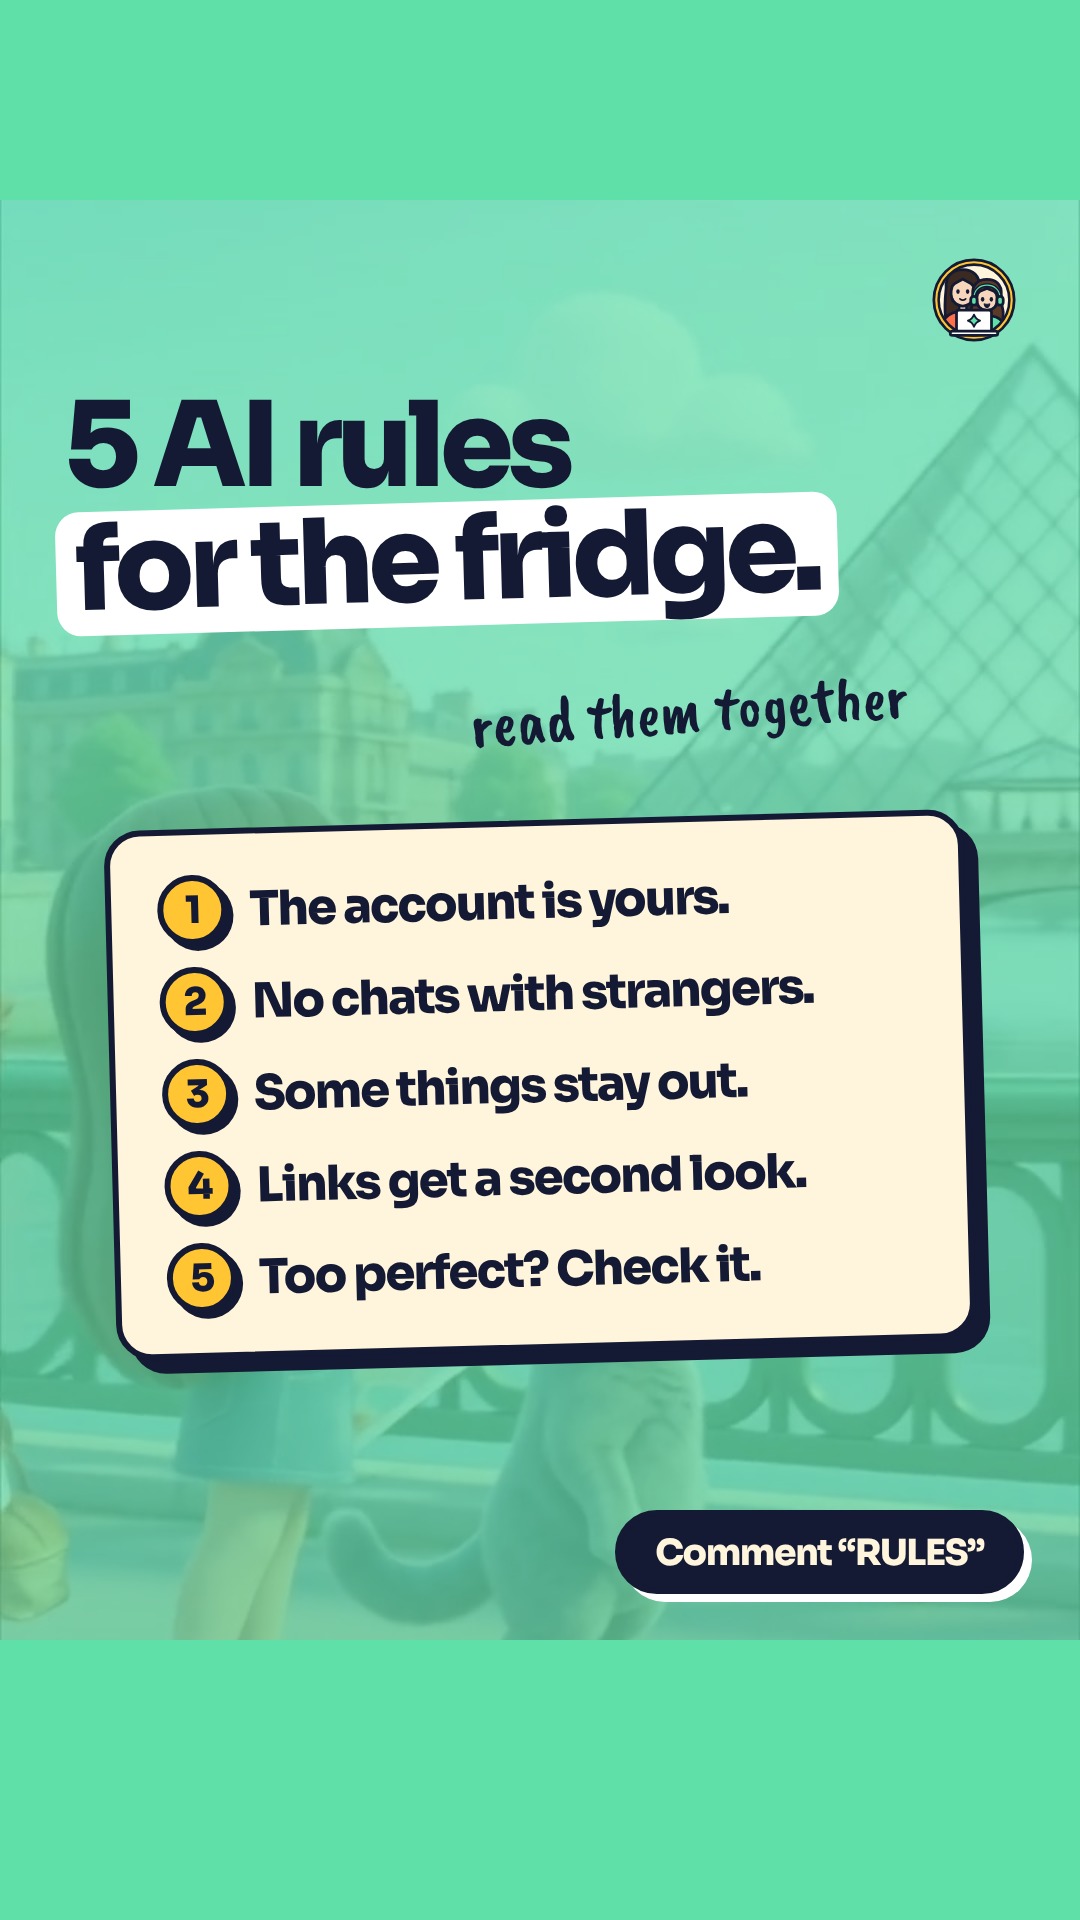 5 AI rules
for the fridge.
read them together
1 The account is yours.
2 No chats with strangers.
3 Some things stay out.
4 Links get a second look.
5 Too perfect? Check it.
Comment “RULES”